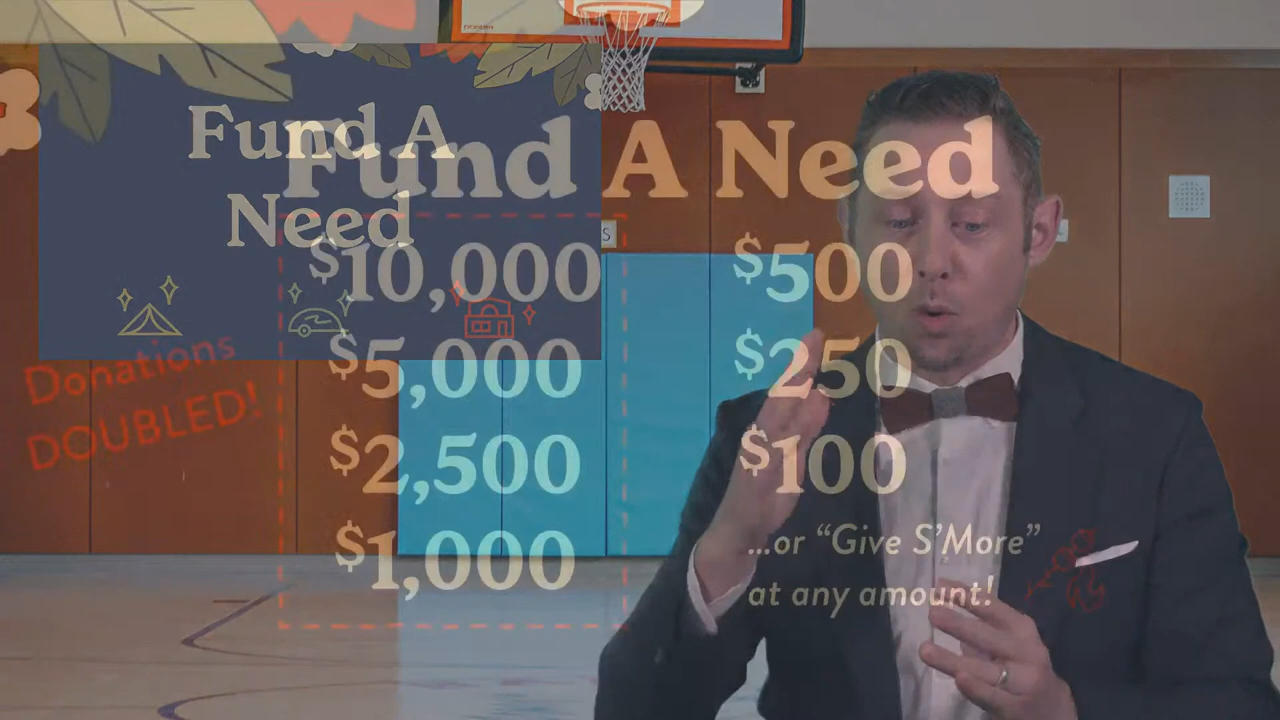 Fund A
Need
Fund A Need
$10,000
$5,000
$2,500
$1,000
$500
$250
$100
...or “Give S’More”
at any amount!
Donations
DOUBLED!